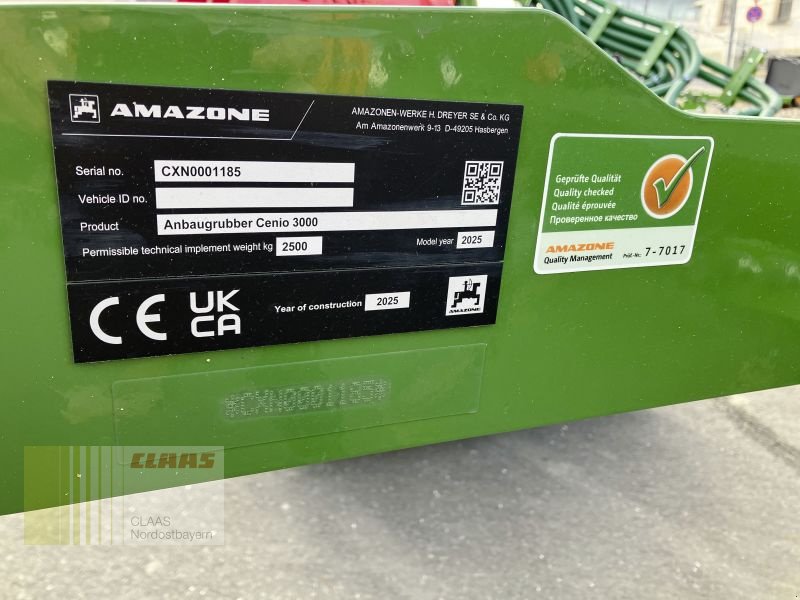 AMAZONE
AMAZONEN-WERKE H. DREYER SE & Co. KG
Am Amazonenwerk 9-13 D-49205 Hasbergen
Serial no. CXN0001185
Vehicle ID no.
Product Anbaugrubber Cenio 3000
Permissible technical implement weight kg 2500
Model year 2025
CE UK CA
Year of construction 2025
AMAZONE
Geprüfte Qualität
Quality checked
Qualité éprouvée
Проверенное качество
AMAZONE
Quality Management
Prüf.-Nr.: 7-7017
*CXN0001185*
CLAAS
CLAAS
Nordostbayern